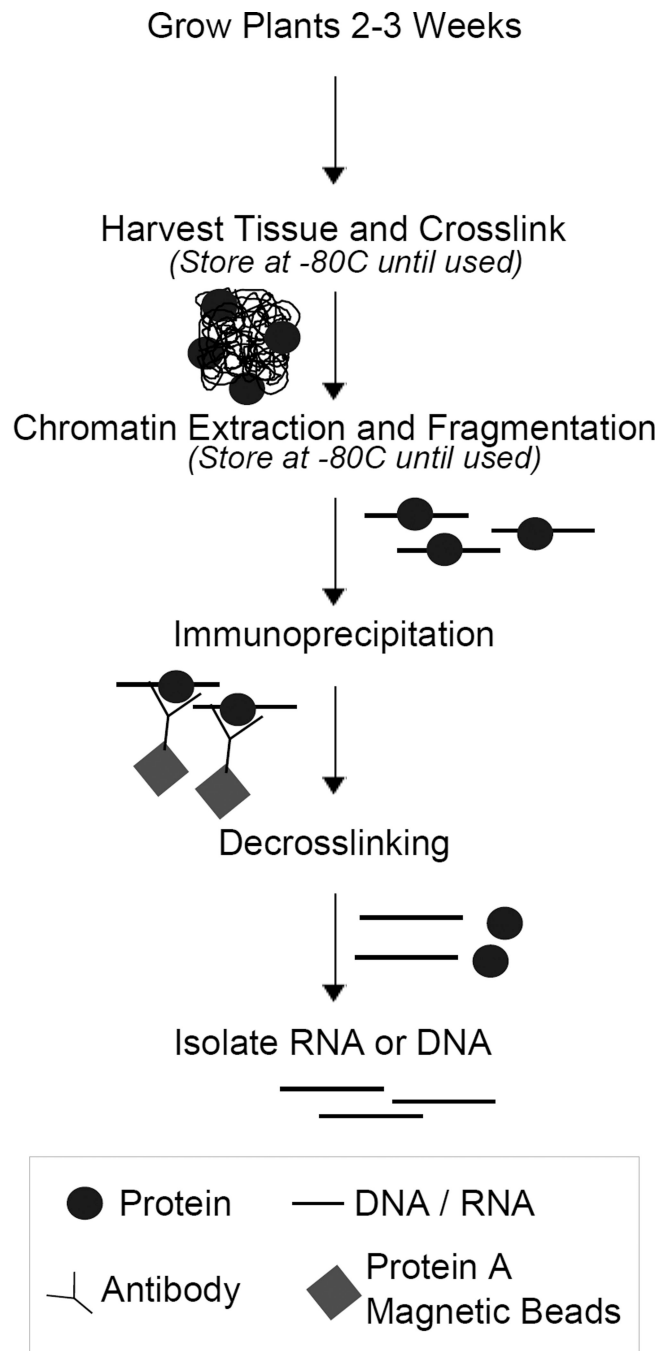 Grow Plants 2-3 Weeks
Harvest Tissue and Crosslink
(Store at -80C until used)
Chromatin Extraction and Fragmentation
(Store at -80C until used)
Immunoprecipitation
Decrosslinking
Isolate RNA or DNA
Protein
DNA / RNA
Antibody
Protein A
Magnetic Beads